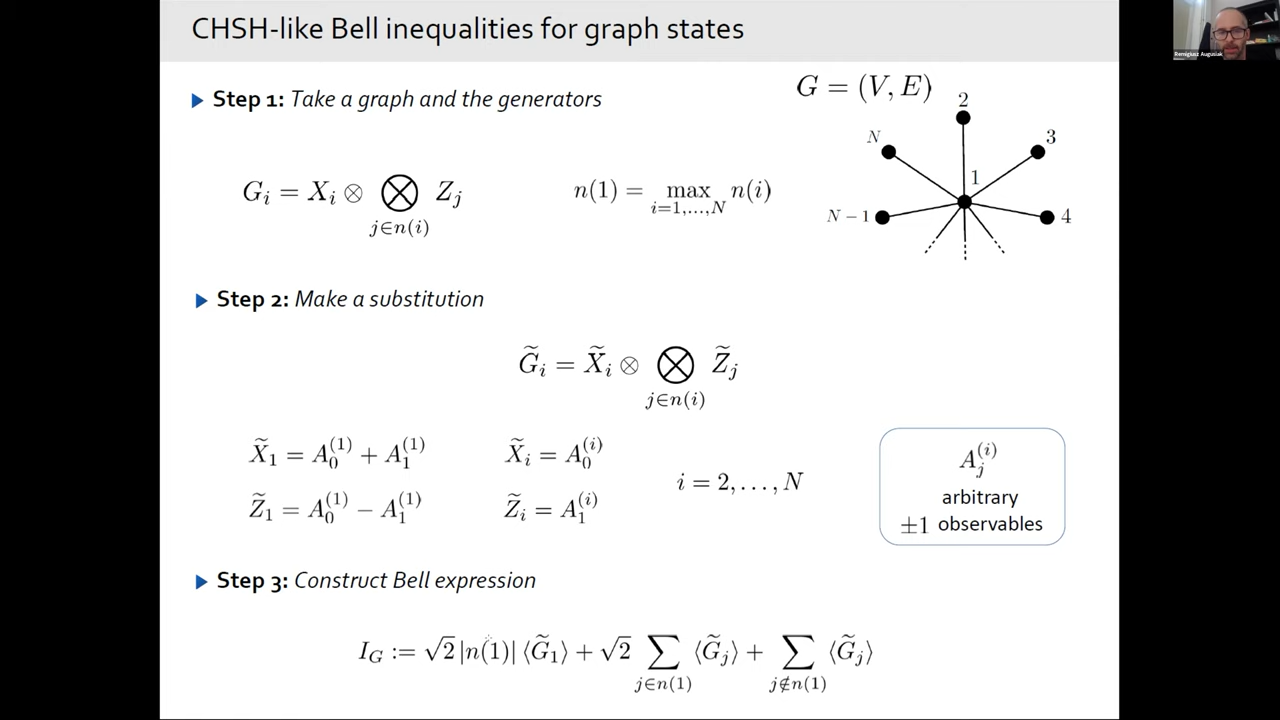 CHSH-like Bell inequalities for graph states
Remigiusz Augusiak
Step 1: Take a graph and the generators
G = (V, E)
2
N
3
1
N − 1
4
G_i = X_i ⊗ ⨂_{j∈n(i)} Z_j
n(1) = max_{i=1,...,N} n(i)
Step 2: Make a substitution
G̃_i = X̃_i ⊗ ⨂_{j∈n(i)} Z̃_j
X̃_1 = A_0^{(1)} + A_1^{(1)}
X̃_i = A_0^{(i)}
Z̃_1 = A_0^{(1)} − A_1^{(1)}
Z̃_i = A_1^{(i)}
i = 2, . . . , N
A_j^{(i)}
arbitrary
±1 observables
Step 3: Construct Bell expression
I_G := √2 |n(1)| ⟨G̃_1⟩ + √2 ∑_{j∈n(1)} ⟨G̃_j⟩ + ∑_{j∉n(1)} ⟨G̃_j⟩